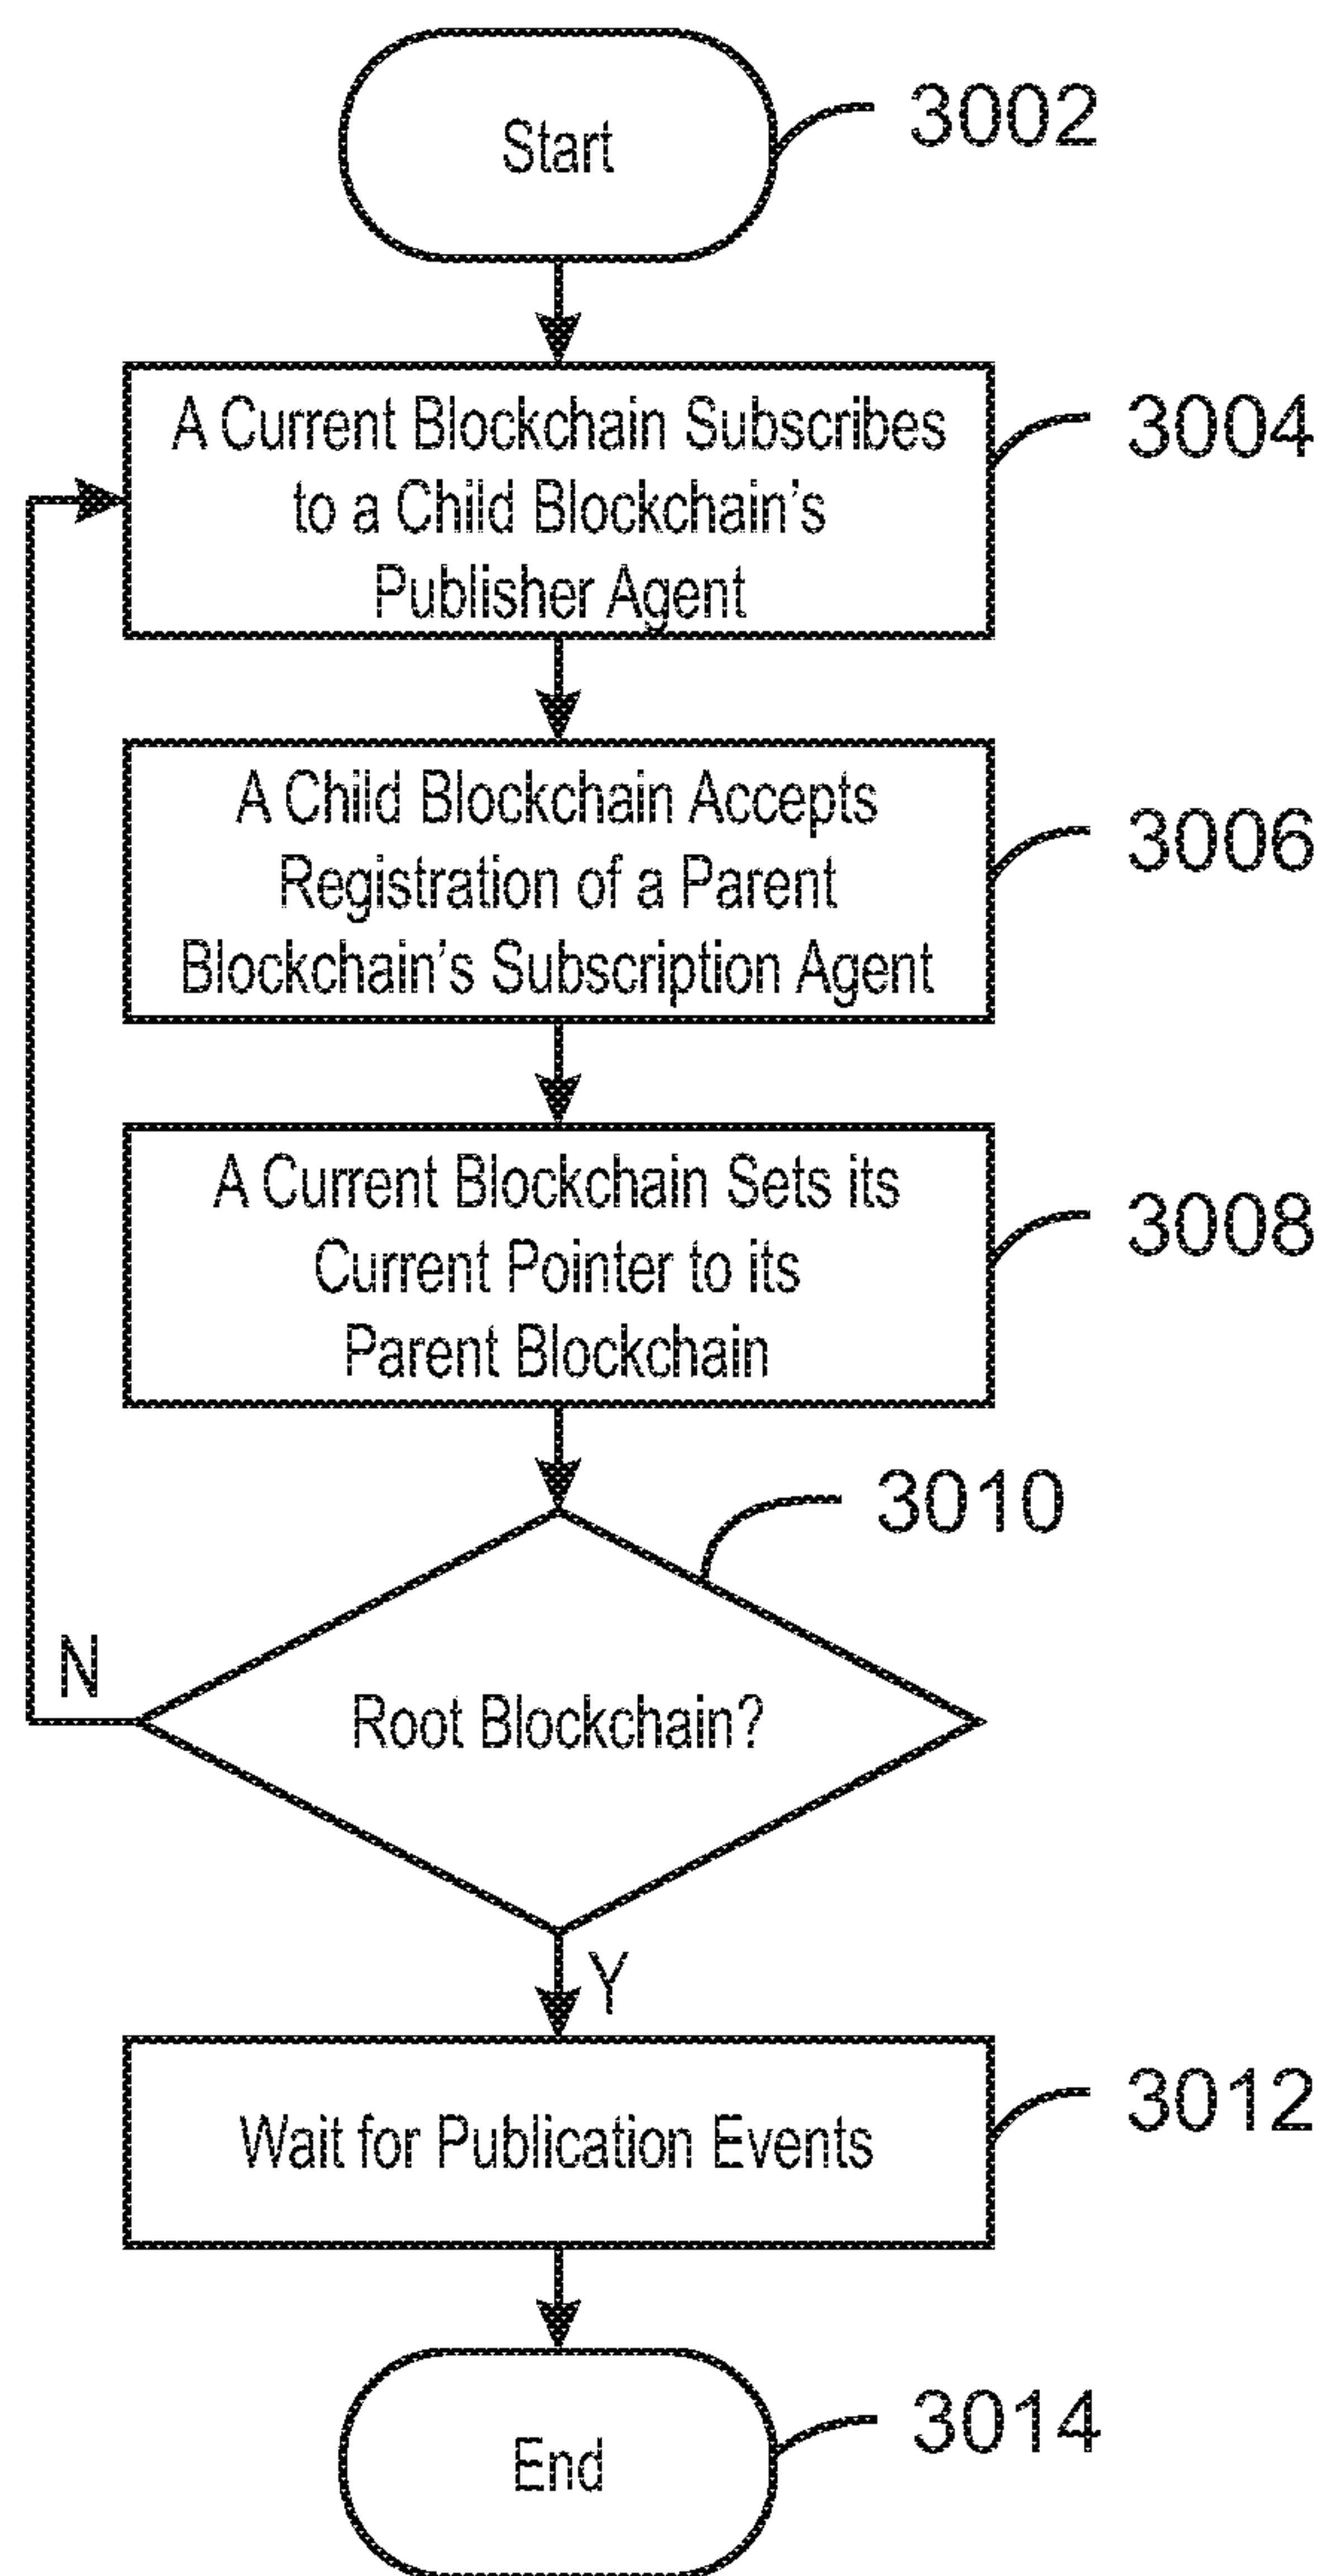 Start
3002
A Current Blockchain Subscribes
to a Child Blockchain's
Publisher Agent
3004
A Child Blockchain Accepts
Registration of a Parent
Blockchain's Subscription Agent
3006
A Current Blockchain Sets its
Current Pointer to its
Parent Blockchain
3008
3010
N
Root Blockchain?
Y
Wait for Publication Events
3012
End
3014